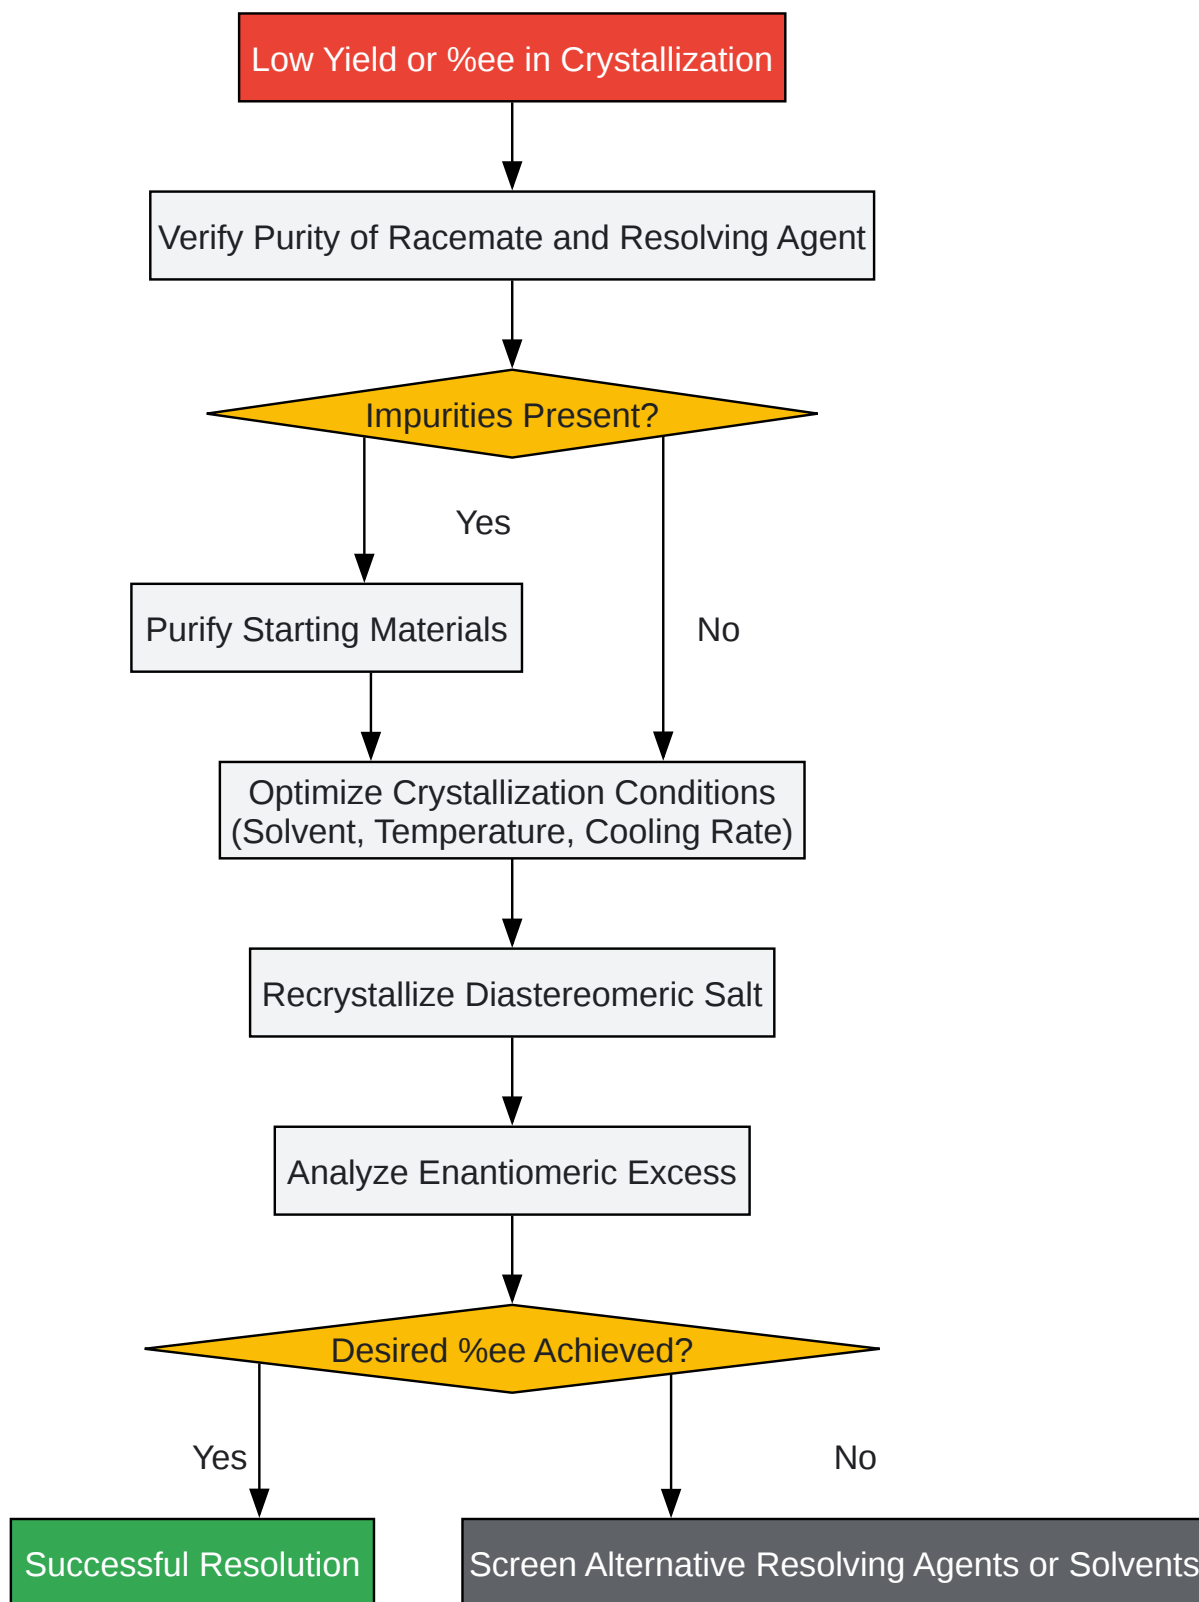 Low Yield or %ee in Crystallization
Verify Purity of Racemate and Resolving Agent
Impurities Present?
Yes
Purify Starting Materials
No
Optimize Crystallization Conditions
(Solvent, Temperature, Cooling Rate)
Recrystallize Diastereomeric Salt
Analyze Enantiomeric Excess
Desired %ee Achieved?
Yes
No
Successful Resolution
Screen Alternative Resolving Agents or Solvents